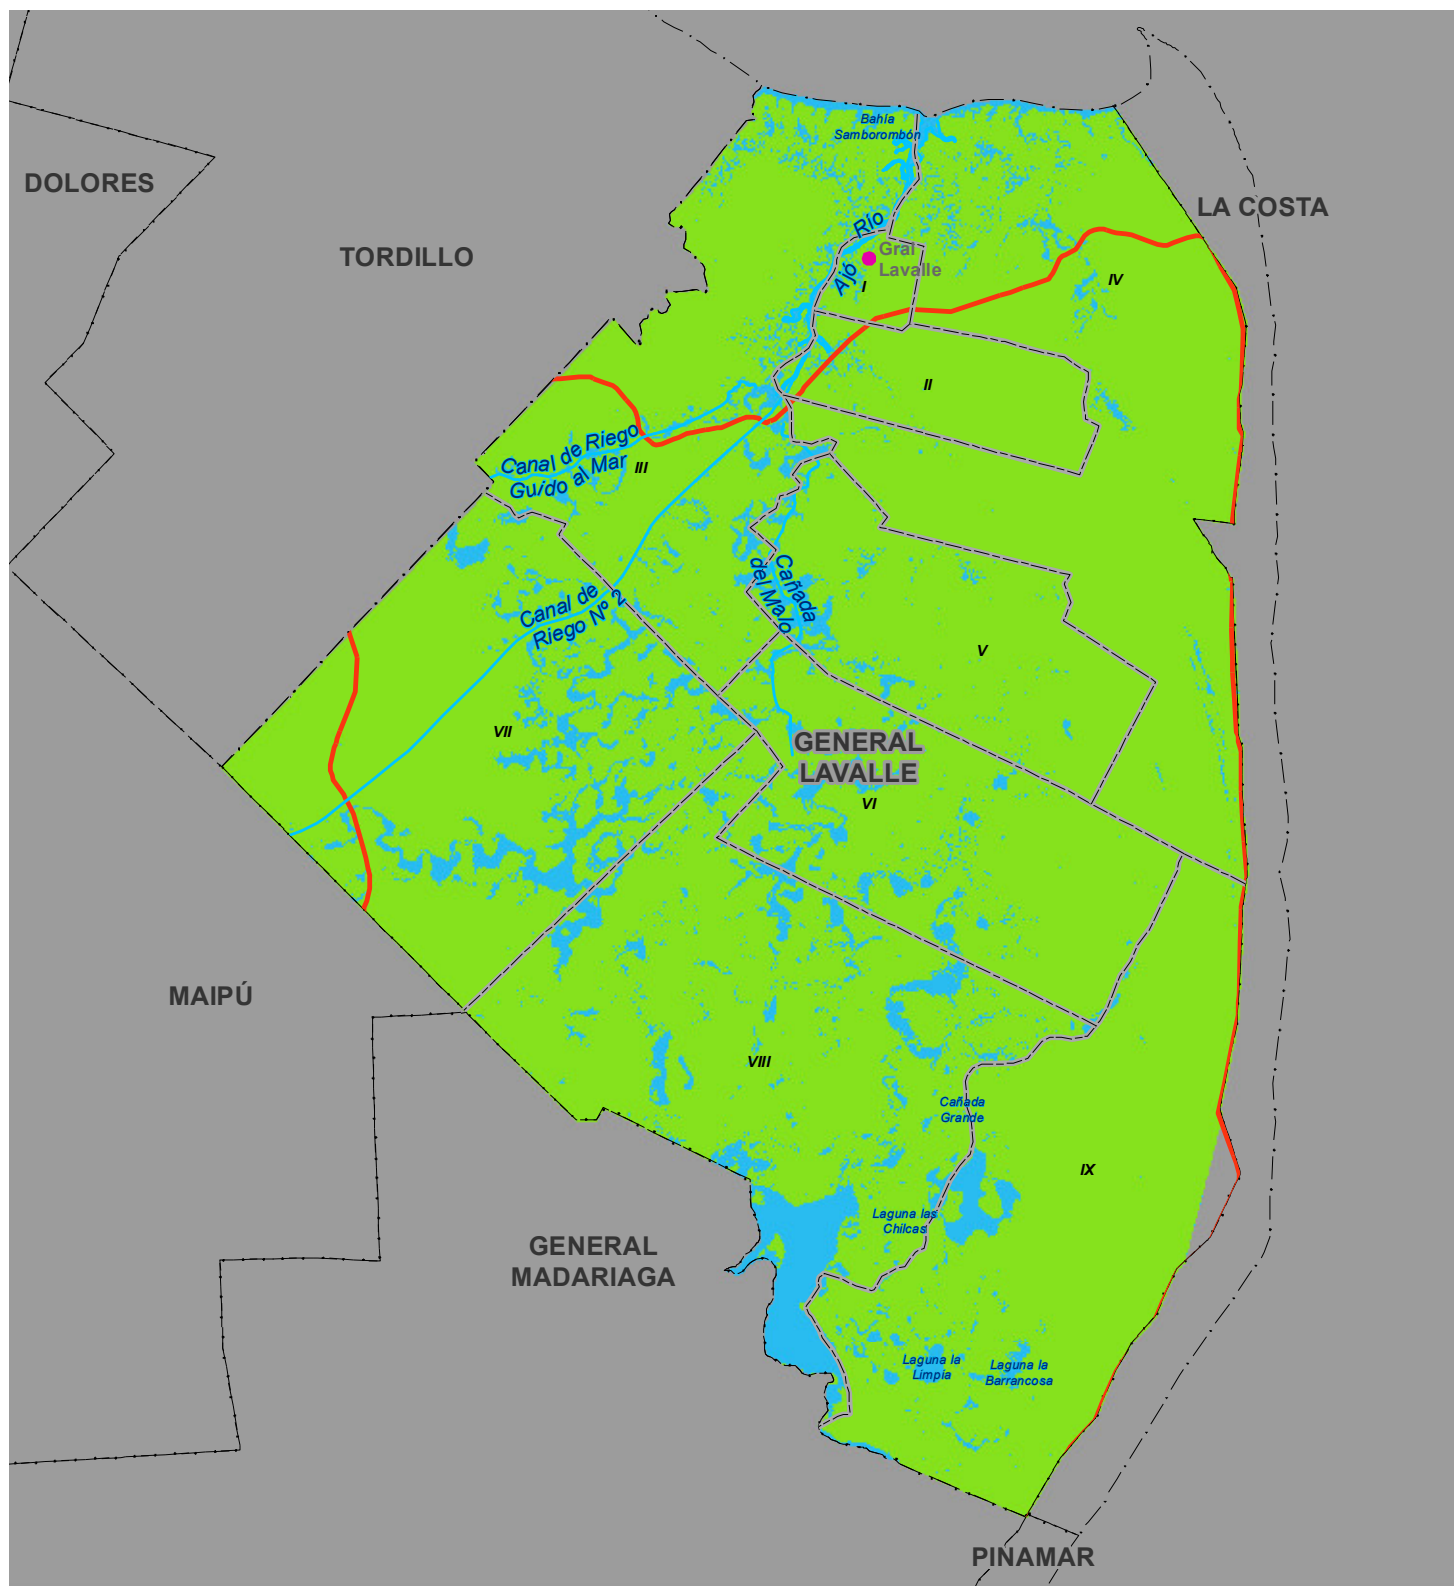 Bahía
Samborombón
DOLORES
LA COSTA
Río
Ajó
TORDILLO
Gral
Lavalle
I
IV
II
Canal de Riego
Guido al Mar
III
Cañada
del Malo
Canal de
Riego Nº 2
V
VII
GENERAL
LAVALLE
VI
MAIPÚ
VIII
Cañada
Grande
IX
Laguna las
Chilcas
GENERAL
MADARIAGA
Laguna la
Limpia
Laguna la
Barrancosa
PINAMAR